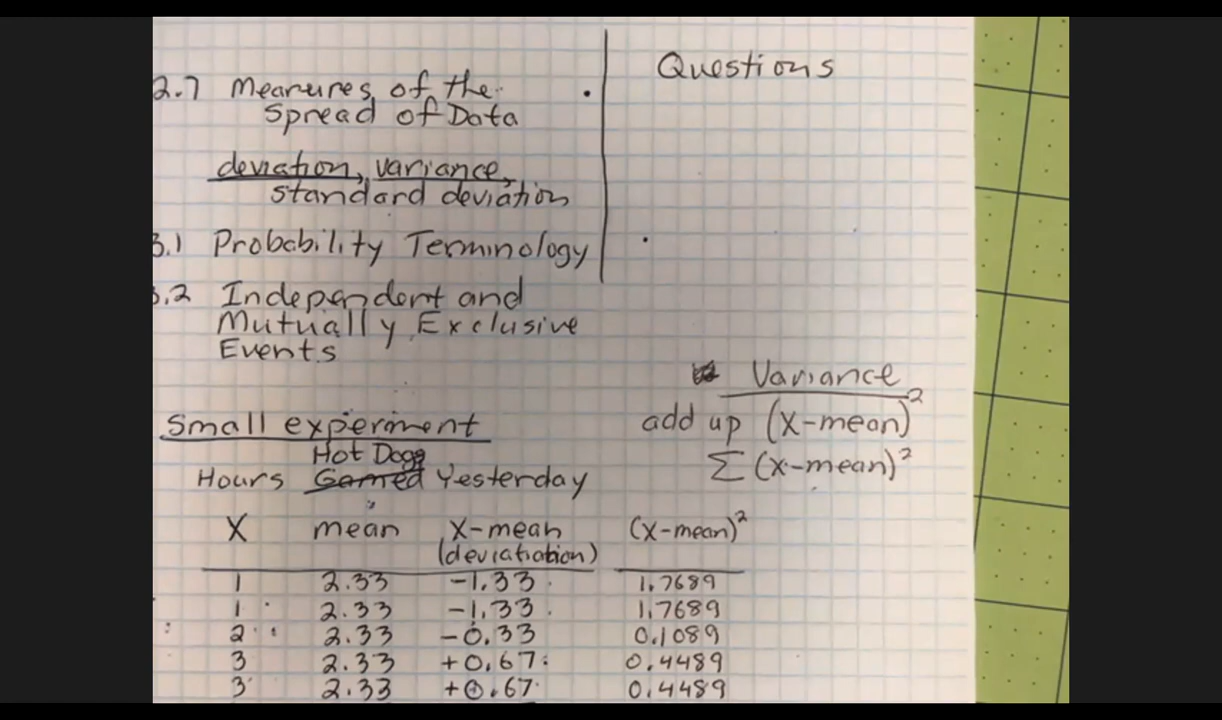 2.7 Measures of the
Spread of Data
deviation, variance,
standard deviation
3.1 Probability Terminology
3.2 Independent and
Mutually Exclusive
Events
Questions
Variance
add up (X-mean)²
Σ(x-mean)²
Small experiment
Hot Dogs
Hours Gamed Yesterday
X mean X-mean (X-mean)²
(deviatiation)
1 2.33 -1.33 1.7689
1 2.33 -1.33 1.7689
2 2.33 -0.33 0.1089
3 2.33 +0.67 0.4489
3 2.33 +0.67 0.4489